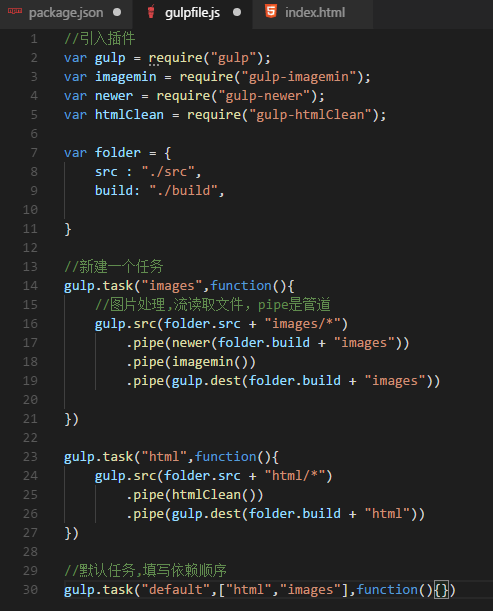 package.json gulpfile.js index.html
1 //引入插件
2 var gulp = require("gulp");
3 var imagemin = require("gulp-imagemin");
4 var newer = require("gulp-newer");
5 var htmlClean = require("gulp-htmlClean");
6
7 var folder = {
8 src : "./src",
9 build: "./build",
10
11 }
12
13 //新建一个任务
14 gulp.task("images",function(){
15 //图片处理,流读取文件，pipe是管道
16 gulp.src(folder.src + "images/*")
17 .pipe(newer(folder.build + "images"))
18 .pipe(imagemin())
19 .pipe(gulp.dest(folder.build + "images"))
20
21 })
22
23 gulp.task("html",function(){
24 gulp.src(folder.src + "html/*")
25 .pipe(htmlClean())
26 .pipe(gulp.dest(folder.build + "html"))
27 })
28
29 //默认任务,填写依赖顺序
30 gulp.task("default",["html","images"],function(){})